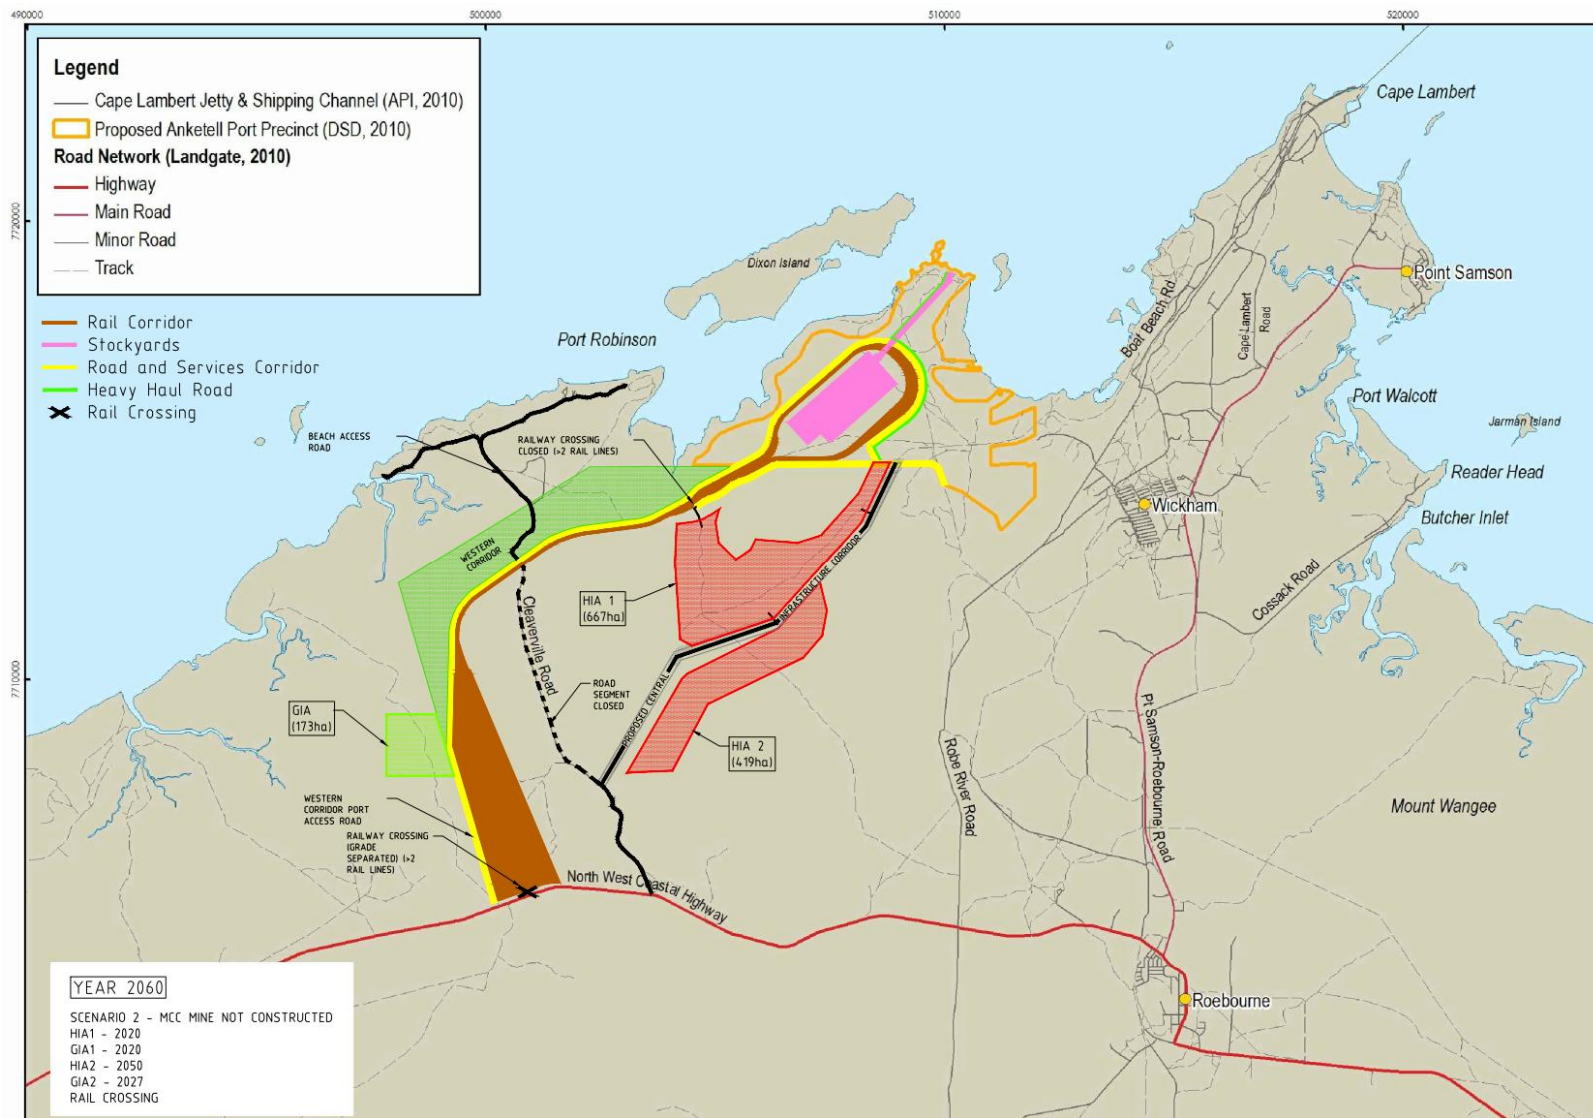 490000
500000
510000
520000
Legend
Cape Lambert Jetty & Shipping Channel (API, 2010)
Proposed Anketell Port Precinct (DSD, 2010)
Road Network (Landgate, 2010)
Highway
Main Road
Minor Road
Track
Rail Corridor
Stockyards
Road and Services Corridor
Heavy Haul Road
Rail Crossing
7720000
7710000
Cape Lambert
Dixon Island
Point Samson
Boat Beach Rd
Cape Lambert
Road
Port Robinson
Port Walcott
Jarman Island
BEACH ACCESS
ROAD
RAILWAY CROSSING
CLOSED (>2 RAIL LINES)
Reader Head
Wickham
Butcher Inlet
WESTERN
CORRIDOR
Cossack Road
HIA 1
(667ha)
PROPOSED CENTRAL
INFRASTRUCTURE CORRIDOR
Cleaverville Road
ROAD
SEGMENT
CLOSED
GIA
(173ha)
HIA 2
(419ha)
Robe River Road
Pt Samson-Roebourne Road
Mount Wangee
WESTERN
CORRIDOR PORT
ACCESS ROAD
RAILWAY CROSSING
(GRADE
SEPARATED) (>2
RAIL LINES)
North West Coastal Highway
Roebourne
YEAR 2060
SCENARIO 2 - MCC MINE NOT CONSTRUCTED
HIA1 - 2020
GIA1 - 2020
HIA2 - 2050
GIA2 - 2027
RAIL CROSSING